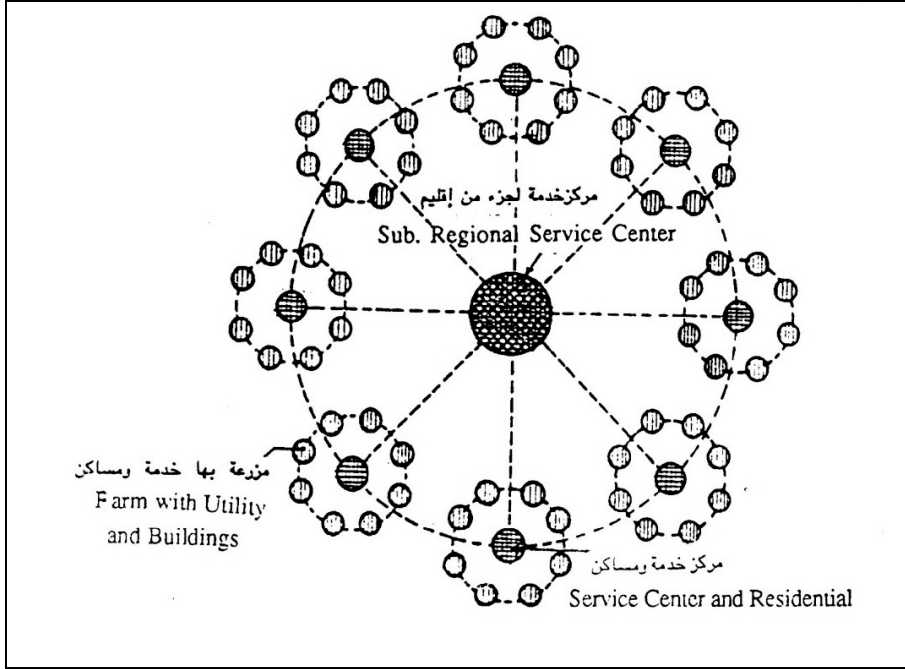 مركز خدمة لجزء من إقليم
Sub. Regional Service Center
مزرعة بها خدمة ومساكن
Farm with Utility
and Buildings
مركز خدمة ومساكن
Service Center and Residential